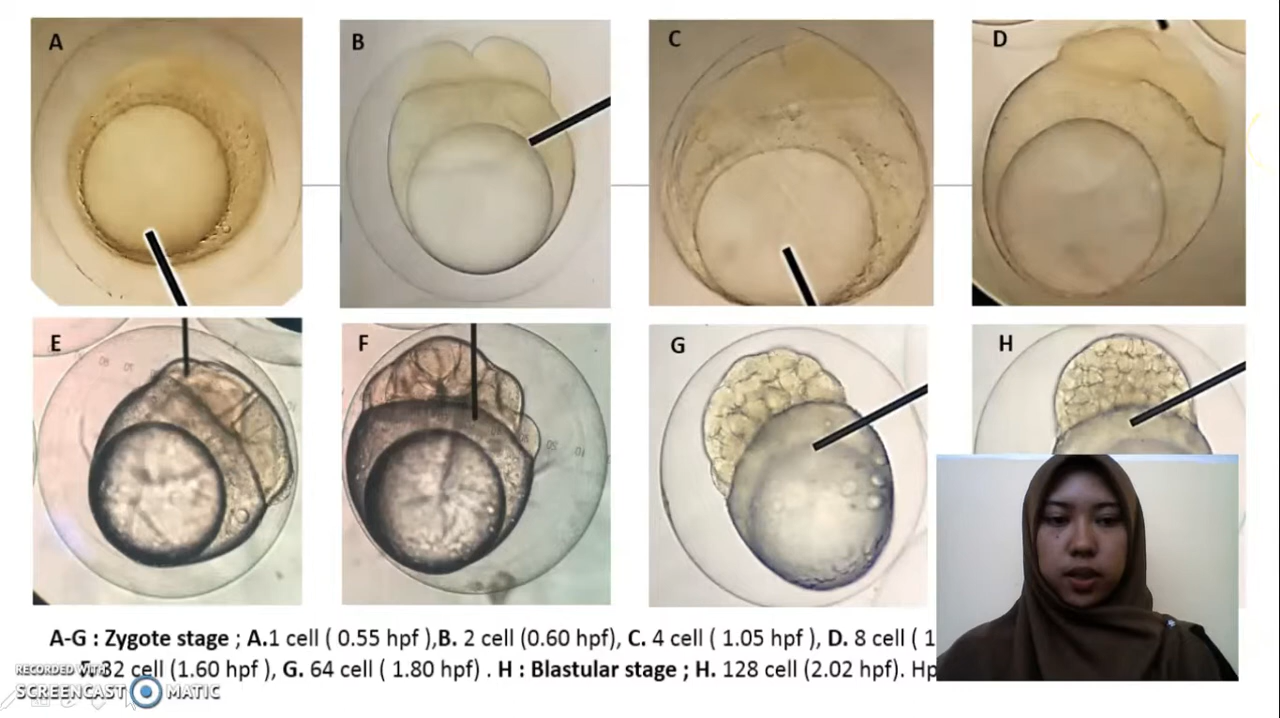 A
B
C
D
E
F
G
H
A-G : Zygote stage ; A.1 cell ( 0.55 hpf ),B. 2 cell (0.60 hpf), C. 4 cell ( 1.05 hpf ), D. 8 cell ( 1
32 cell (1.60 hpf ), G. 64 cell ( 1.80 hpf) . H : Blastular stage ; H. 128 cell (2.02 hpf). Hp
RECORDED WITH
SCREENCAST MATIC